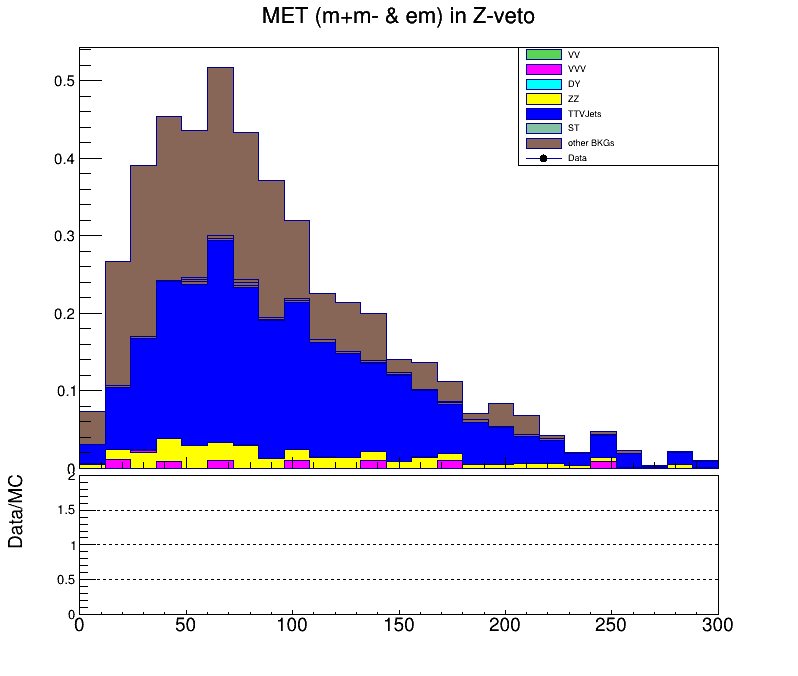 MET (m+m- & em) in Z-veto
VV
VVV
DY
ZZ
TTVJets
ST
other BKGs
Data
0.5
0.4
0.3
0.2
0.1
0
Data/MC
2
1.5
1
0.5
0
0 50 100 150 200 250 300